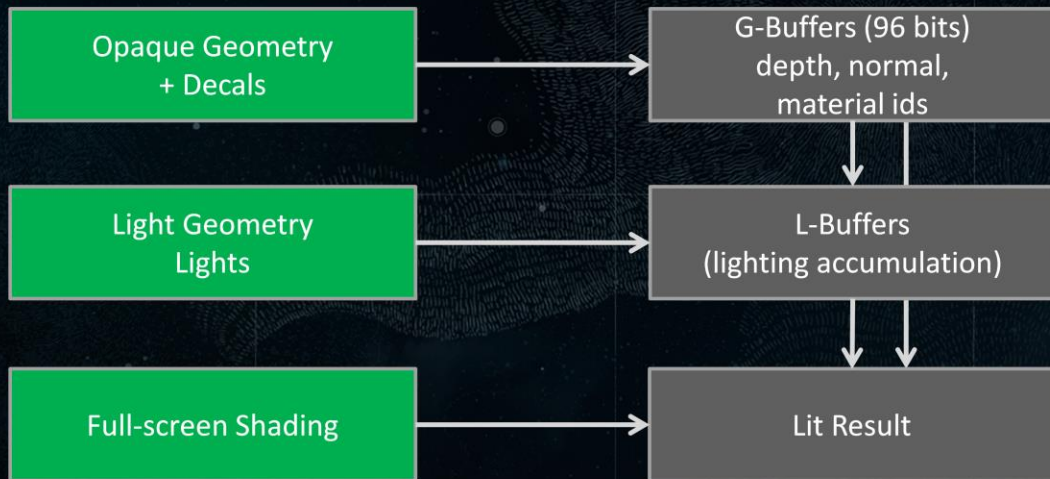 Opaque Geometry
+ Decals
G-Buffers (96 bits)
depth, normal,
material ids
Light Geometry
Lights
L-Buffers
(lighting accumulation)
Full-screen Shading
Lit Result